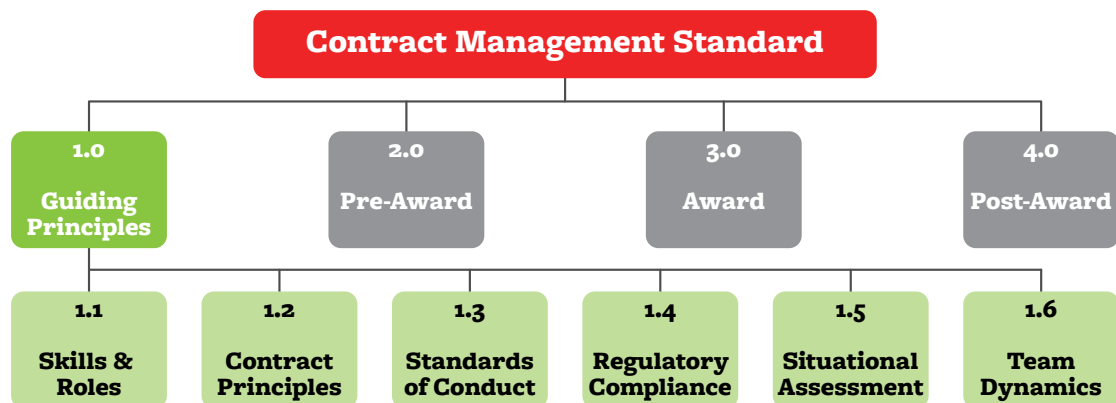 Contract Management Standard
1.0
Guiding
Principles
2.0
Pre-Award
3.0
Award
4.0
Post-Award
1.1
Skills &
Roles
1.2
Contract
Principles
1.3
Standards
of Conduct
1.4
Regulatory
Compliance
1.5
Situational
Assessment
1.6
Team
Dynamics